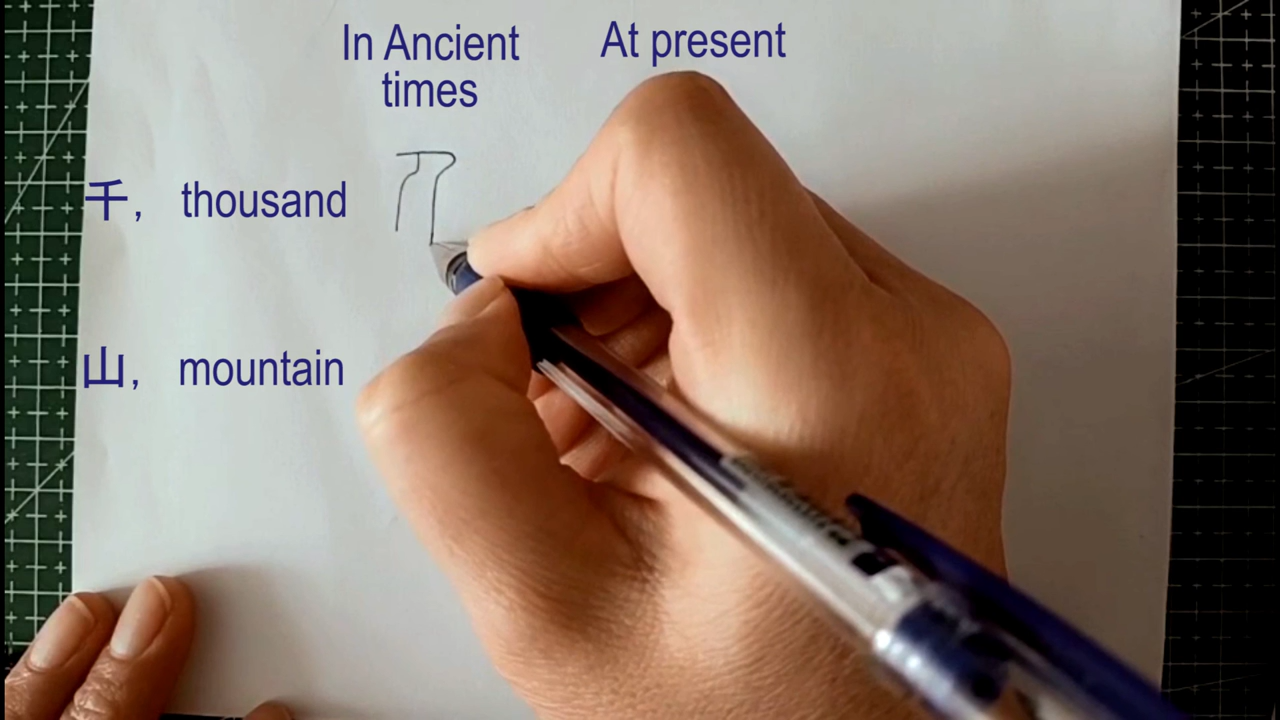 In Ancient times
At present
千, thousand
山, mountain